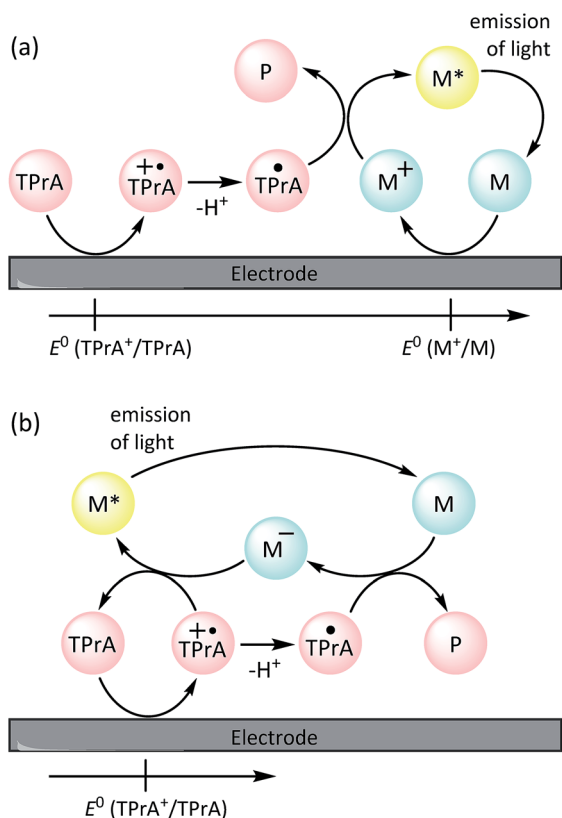 (a)
emission
of light
P
M*
TPrA
+•
TPrA
-H⁺
•
TPrA
M⁺
M
Electrode
E⁰ (TPrA⁺/TPrA)
E⁰ (M⁺/M)
(b)
emission
of light
M*
M
M⁻
TPrA
+•
TPrA
-H⁺
•
TPrA
P
Electrode
E⁰ (TPrA⁺/TPrA)